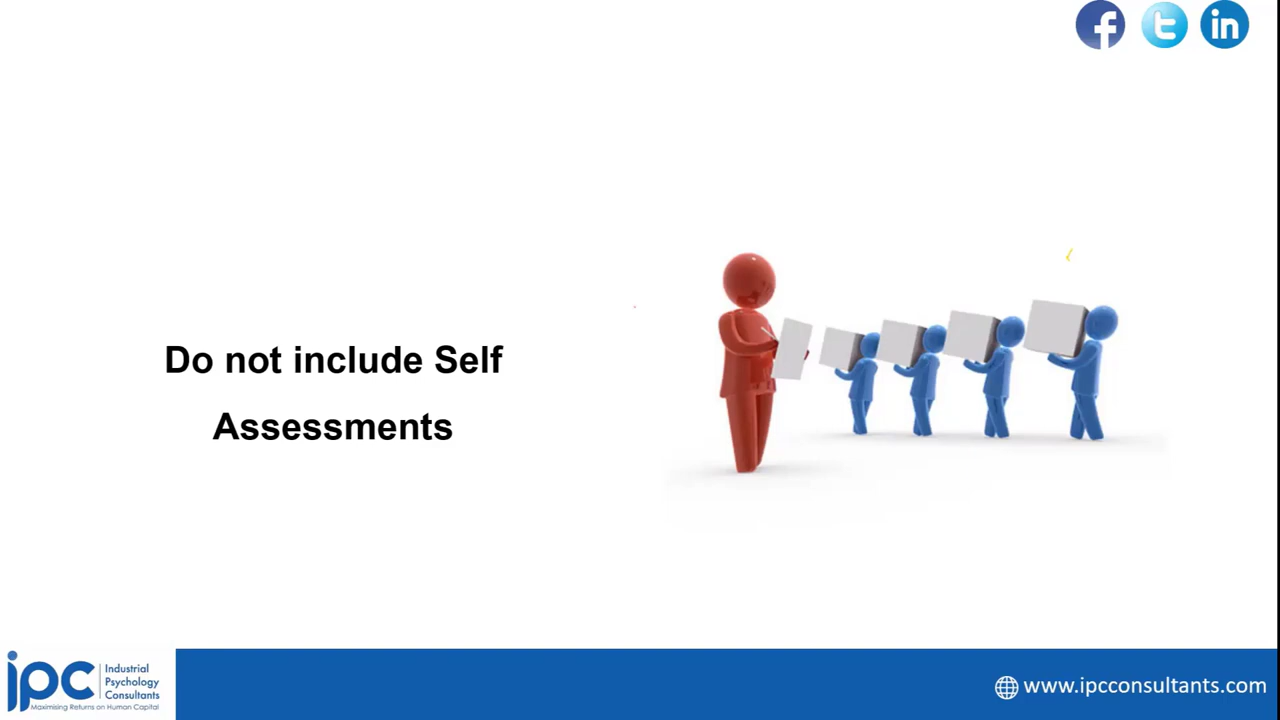 Do not include Self
Assessments
ipc
Industrial
Psychology
Consultants
Maximising Returns on Human Capital
www.ipcconsultants.com